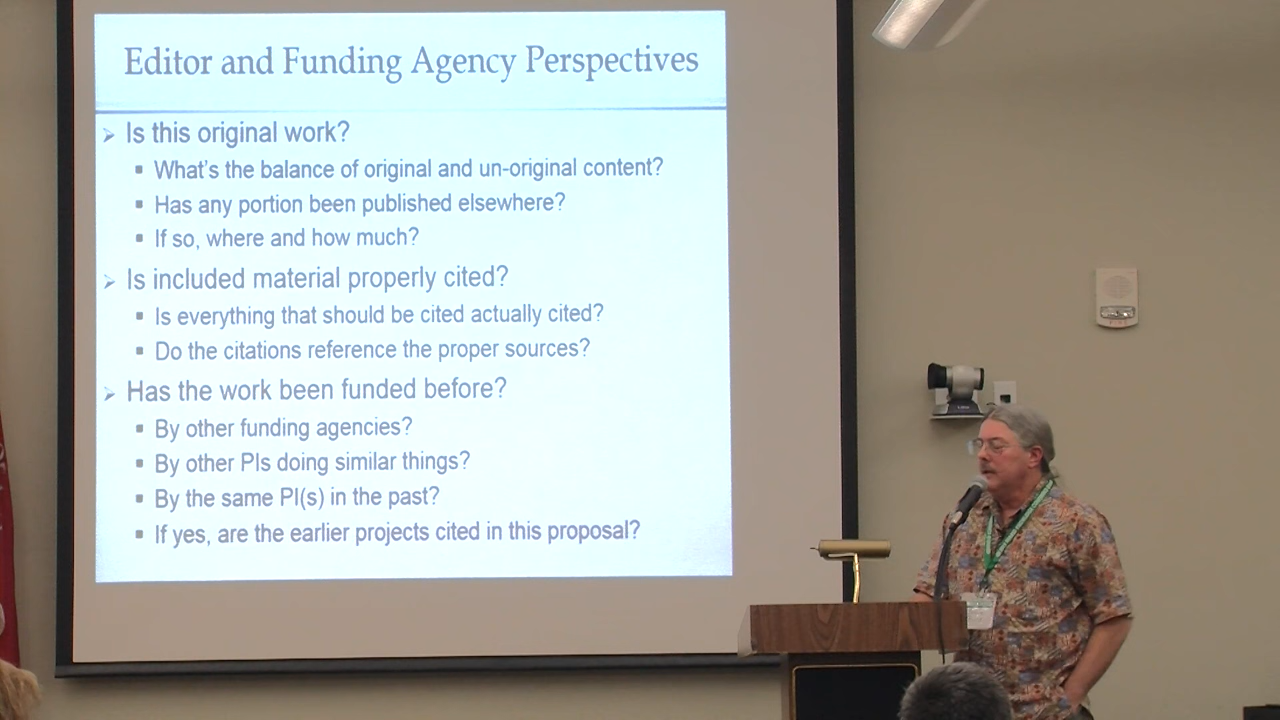 Editor and Funding Agency Perspectives
Is this original work?
What's the balance of original and un-original content?
Has any portion been published elsewhere?
If so, where and how much?
Is included material properly cited?
Is everything that should be cited actually cited?
Do the citations reference the proper sources?
Has the work been funded before?
By other funding agencies?
By other PIs doing similar things?
By the same PI(s) in the past?
If yes, are the earlier projects cited in this proposal?